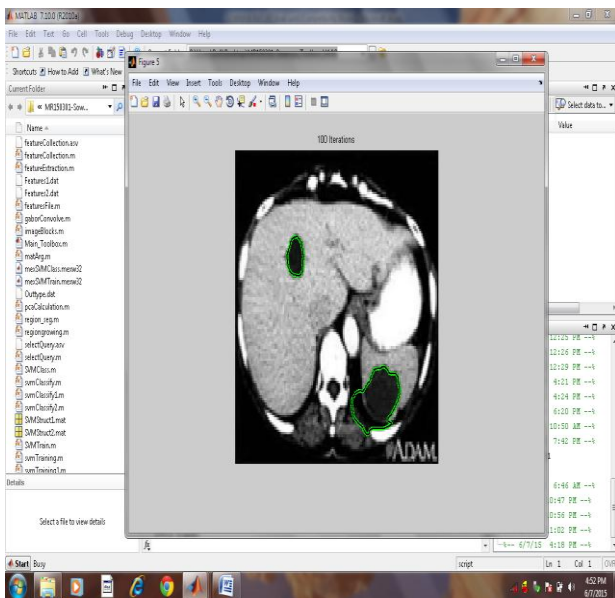 MATLAB 7.10.0 (R2010a)
File Edit Text Go Cell Tools Debug Desktop Window Help
Shortcuts How to Add What's New
Current Folder
« MR150381-Sow...
Name
featureCollection.asv
featureCollection.m
featureExtraction.m
Features1.dat
Features2.dat
featuresFile.m
gaborConvolve.m
imageBlocks.m
Main_Toolbox.m
matArg.m
mexSVMClass.mexw32
mexSVMTrain.mexw32
Outtype.dat
pcaCalculation.m
region_seg.m
regiongrowing.m
selectQuery.asv
selectQuery.m
SVMClass.m
svmClassify.m
svmClassify1.m
svmClassify2.m
SVMStruct1.mat
SVMStruct2.mat
SVMTrain.m
svmTraining.m
svmTraining1.m
Details
Select a file to view details
Figure 5
File Edit View Insert Tools Desktop Window Help
180 Iterations
ADAM.
Select data to...
Value
12:25 PM --%
12:26 PM --%
12:29 PM --%
4:21 PM --%
4:24 PM --%
6:20 PM --%
10:50 AM --%
7:42 PM --%
6:46 AM --%
0:47 PM --%
0:56 PM --%
1:02 PM --%
%-- 6/7/15 4:18 PM --%
fx
Start Busy
script
Ln 1 Col 1 OVR
4:52 PM
6/7/2015